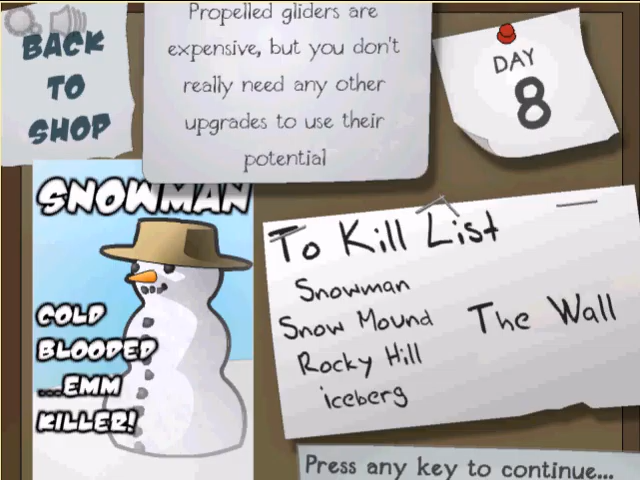 BACK
TO
SHOP
Propelled gliders are
expensive, but you don't
really need any other
upgrades to use their
potential
DAY
8
SNOWMAN
COLD
BLOODED
...EMM
KILLER!
To Kill List
Snowman
Snow Mound
Rocky Hill
iceberg
The Wall
Press any key to continue...